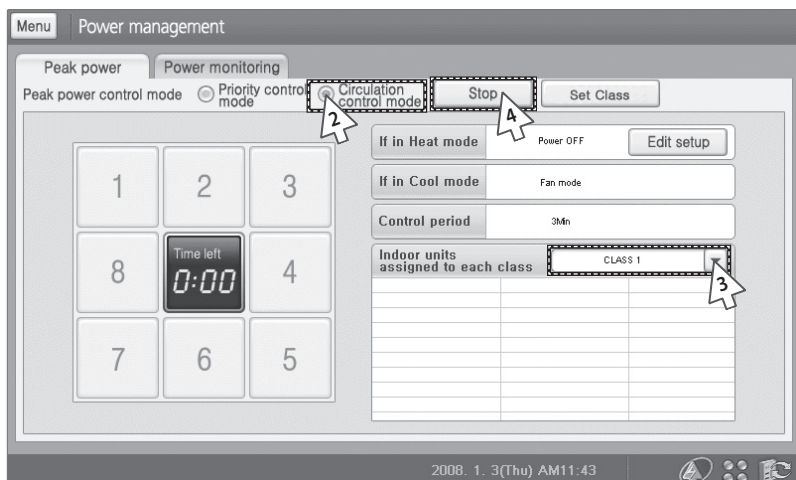 Menu Power management
Peak power Power monitoring
Peak power control mode Priority control mode Circulation control mode Stop Set Class
2
4
If in Heat mode Power OFF Edit setup
If in Cool mode Fan mode
Control period 3Min
Indoor units assigned to each class CLASS 1
3
1 2 3
8 Time left 0:00 4
7 6 5
2008. 1. 3(Thu) AM11:43